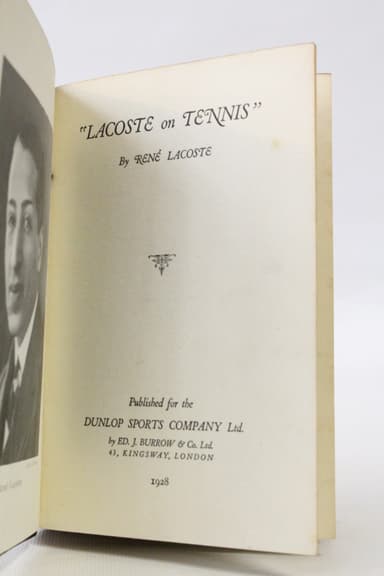 "LACOSTE on TENNIS"
By RENÉ LACOSTE
Published for the
DUNLOP SPORTS COMPANY Ltd.
by ED. J. BURROW & Co. Ltd.
43, KINGSWAY, LONDON
1928